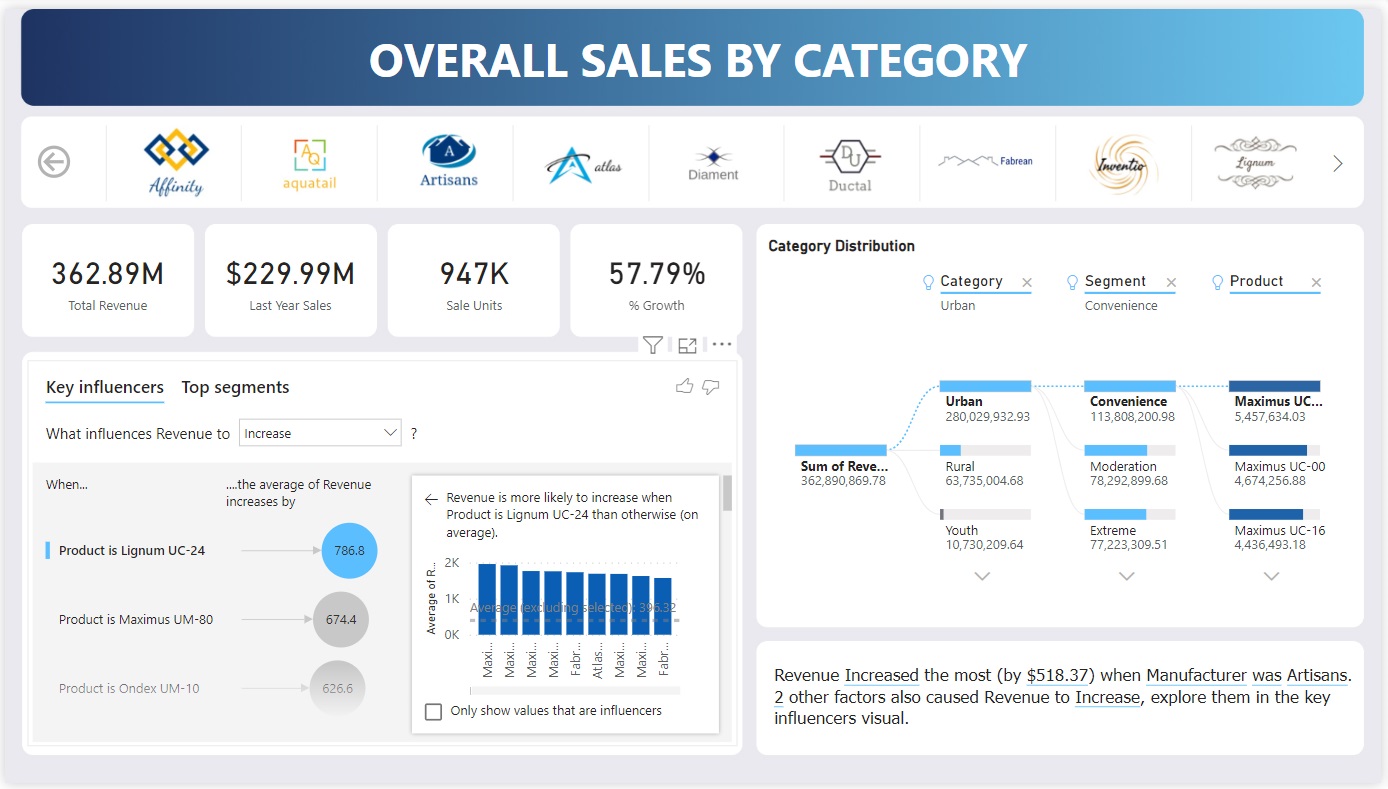 OVERALL SALES BY CATEGORY
Affinity
AQ
aquatail
A
Artisans
atlas
Diament
DU
Ductal
Fabrean
Inventio
Lignum
362.89M
Total Revenue
$229.99M
Last Year Sales
947K
Sale Units
57.79%
% Growth
Key influencers
Top segments
What influences Revenue to
Increase
?
When...
....the average of Revenue
increases by
Product is Lignum UC-24
786.8
Product is Maximus UM-80
674.4
Product is Ondex UM-10
626.6
Revenue is more likely to increase when
Product is Lignum UC-24 than otherwise (on
average).
Average of R...
2K
1K
0K
Average (excluding selected): 396.32
Maxi...
Maxi...
Maxi...
Maxi...
Fabr...
Atlas...
Maxi...
Maxi...
Fabr...
Only show values that are influencers
Category Distribution
Category
Urban
Segment
Convenience
Product
Sum of Reve...
362,890,869.78
Urban
280,029,932.93
Rural
63,735,004.68
Youth
10,730,209.64
Convenience
113,808,200.98
Moderation
78,292,899.68
Extreme
77,223,309.51
Maximus UC...
5,457,634.03
Maximus UC-00
4,674,256.88
Maximus UC-16
4,436,493.18
Revenue Increased the most (by $518.37) when Manufacturer was Artisans.
2 other factors also caused Revenue to Increase, explore them in the key
influencers visual.